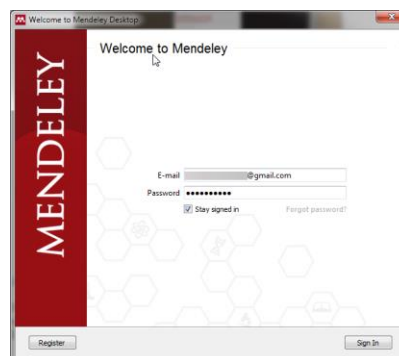 Welcome to Mendeley Desktop
Welcome to Mendeley
MENDELEY
E-mail
@gmail.com
Password ••••••••••
Stay signed in
Forgot password?
Register
Sign In